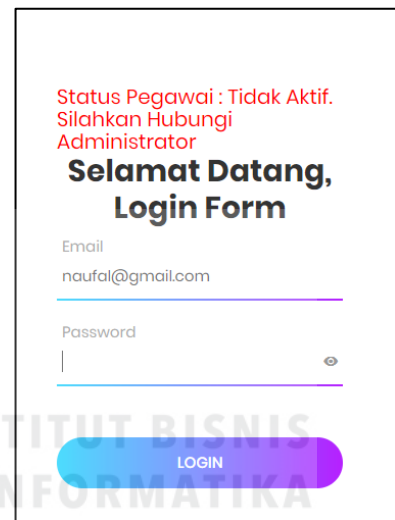 Status Pegawai : Tidak Aktif.
Silahkan Hubungi
Administrator
Selamat Datang,
Login Form
Email
naufal@gmail.com
Password
LOGIN
TITUT BISNIS
NFORMATIKA